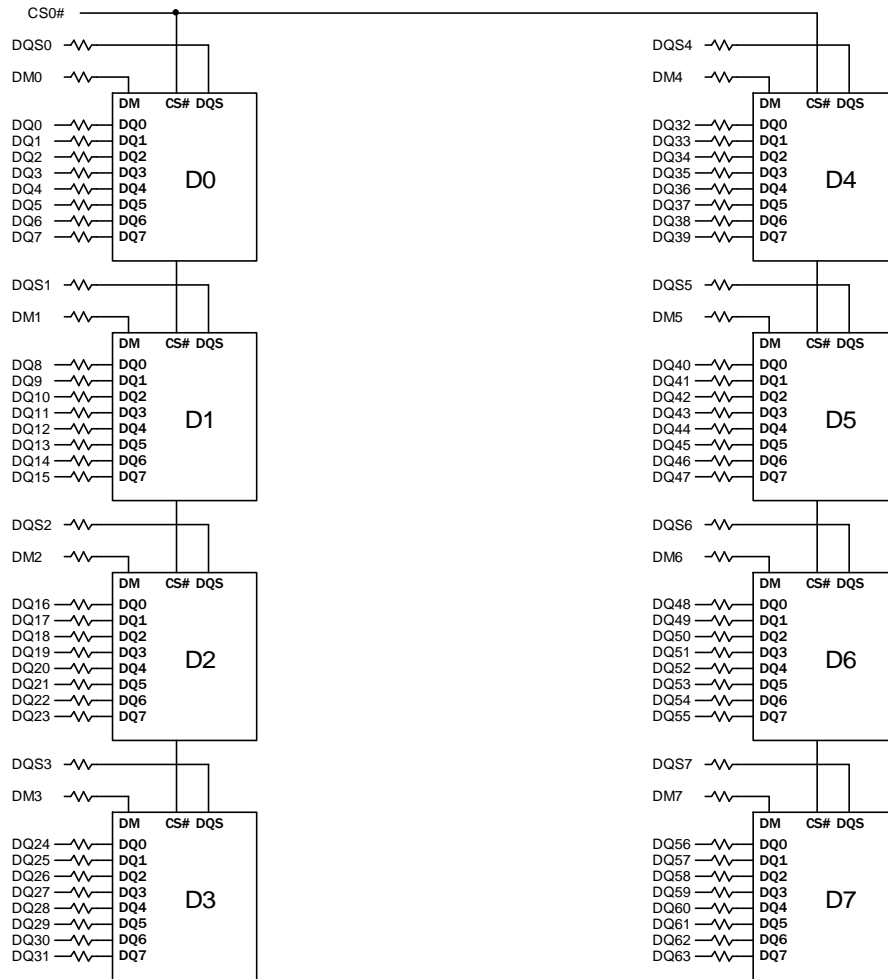 CS0#
DQS0
DM0
DM CS# DQS
DQ0 DQ0
DQ1 DQ1
DQ2 DQ2
DQ3 DQ3
DQ4 DQ4
DQ5 DQ5
DQ6 DQ6
DQ7 DQ7
D0
DQS1
DM1
DM CS# DQS
DQ8 DQ0
DQ9 DQ1
DQ10 DQ2
DQ11 DQ3
DQ12 DQ4
DQ13 DQ5
DQ14 DQ6
DQ15 DQ7
D1
DQS2
DM2
DM CS# DQS
DQ16 DQ0
DQ17 DQ1
DQ18 DQ2
DQ19 DQ3
DQ20 DQ4
DQ21 DQ5
DQ22 DQ6
DQ23 DQ7
D2
DQS3
DM3
DM CS# DQS
DQ24 DQ0
DQ25 DQ1
DQ26 DQ2
DQ27 DQ3
DQ28 DQ4
DQ29 DQ5
DQ30 DQ6
DQ31 DQ7
D3
DQS4
DM4
DM CS# DQS
DQ32 DQ0
DQ33 DQ1
DQ34 DQ2
DQ35 DQ3
DQ36 DQ4
DQ37 DQ5
DQ38 DQ6
DQ39 DQ7
D4
DQS5
DM5
DM CS# DQS
DQ40 DQ0
DQ41 DQ1
DQ42 DQ2
DQ43 DQ3
DQ44 DQ4
DQ45 DQ5
DQ46 DQ6
DQ47 DQ7
D5
DQS6
DM6
DM CS# DQS
DQ48 DQ0
DQ49 DQ1
DQ50 DQ2
DQ51 DQ3
DQ52 DQ4
DQ53 DQ5
DQ54 DQ6
DQ55 DQ7
D6
DQS7
DM7
DM CS# DQS
DQ56 DQ0
DQ57 DQ1
DQ58 DQ2
DQ59 DQ3
DQ60 DQ4
DQ61 DQ5
DQ62 DQ6
DQ63 DQ7
D7